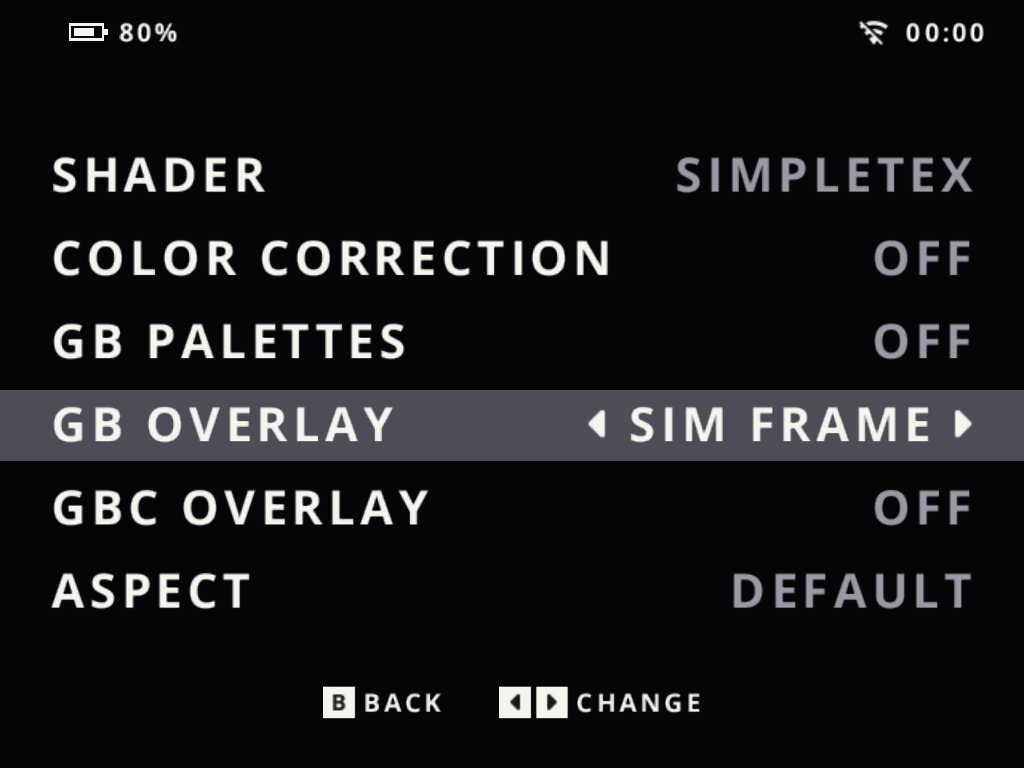 80% 00:00
SHADER SIMPLETEX
COLOR CORRECTION OFF
GB PALETTES OFF
GB OVERLAY SIM FRAME
GBC OVERLAY OFF
ASPECT DEFAULT
B BACK CHANGE